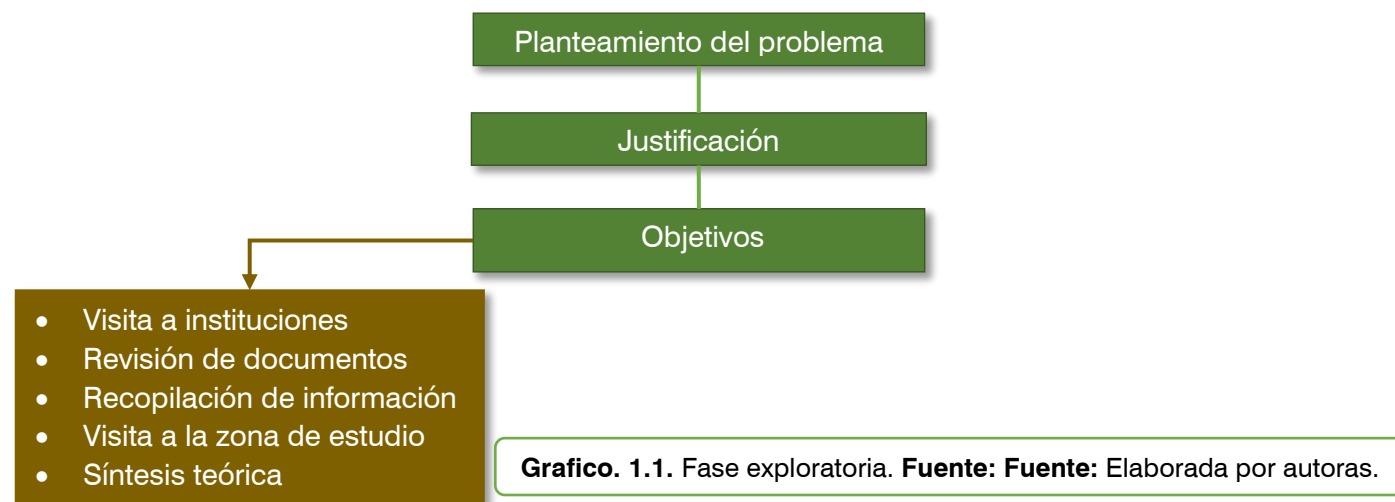 Planteamiento del problema
Justificación
Objetivos
• Visita a instituciones
• Revisión de documentos
• Recopilación de información
• Visita a la zona de estudio
• Síntesis teórica
Grafico. 1.1. Fase exploratoria. Fuente: Fuente: Elaborada por autoras.